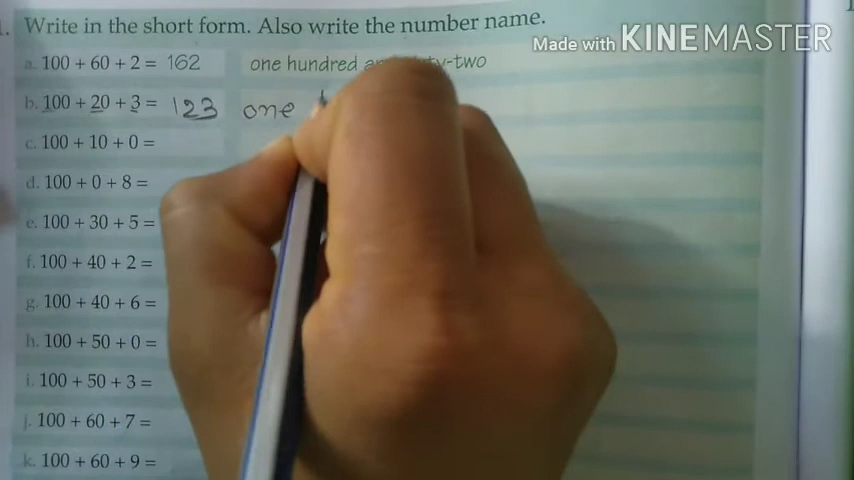 Write in the short form. Also write the number name.
Made with KINEMASTER
a. 100 + 60 + 2 = 162 one hundred
b. 100 + 20 + 3 = 123 one
c. 100 + 10 + 0 =
d. 100 + 0 + 8 =
e. 100 + 30 + 5 =
f. 100 + 40 + 2 =
g. 100 + 40 + 6 =
h. 100 + 50 + 0 =
i. 100 + 50 + 3 =
j. 100 + 60 + 7 =
k. 100 + 60 + 9 =